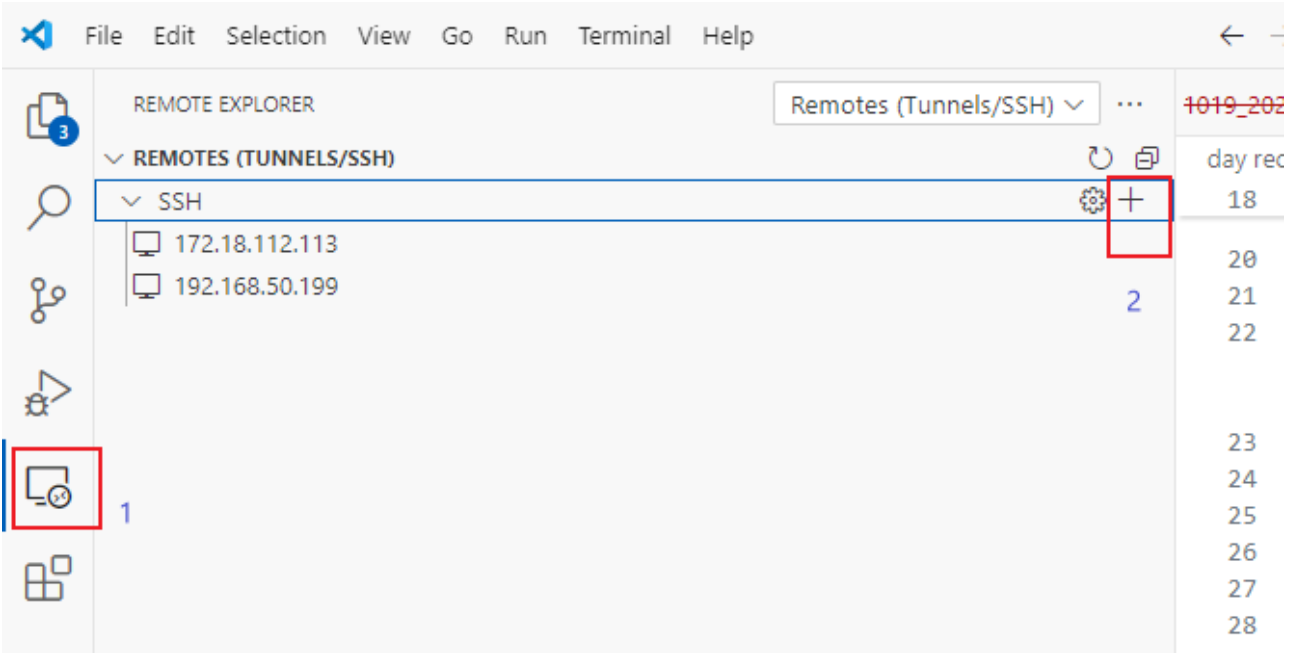 File Edit Selection View Go Run Terminal Help
REMOTE EXPLORER
Remotes (Tunnels/SSH)
1019_202
3
REMOTES (TUNNELS/SSH)
day rec
SSH
18
172.18.112.113
20
192.168.50.199
21
2
22
23
24
1
25
26
27
28